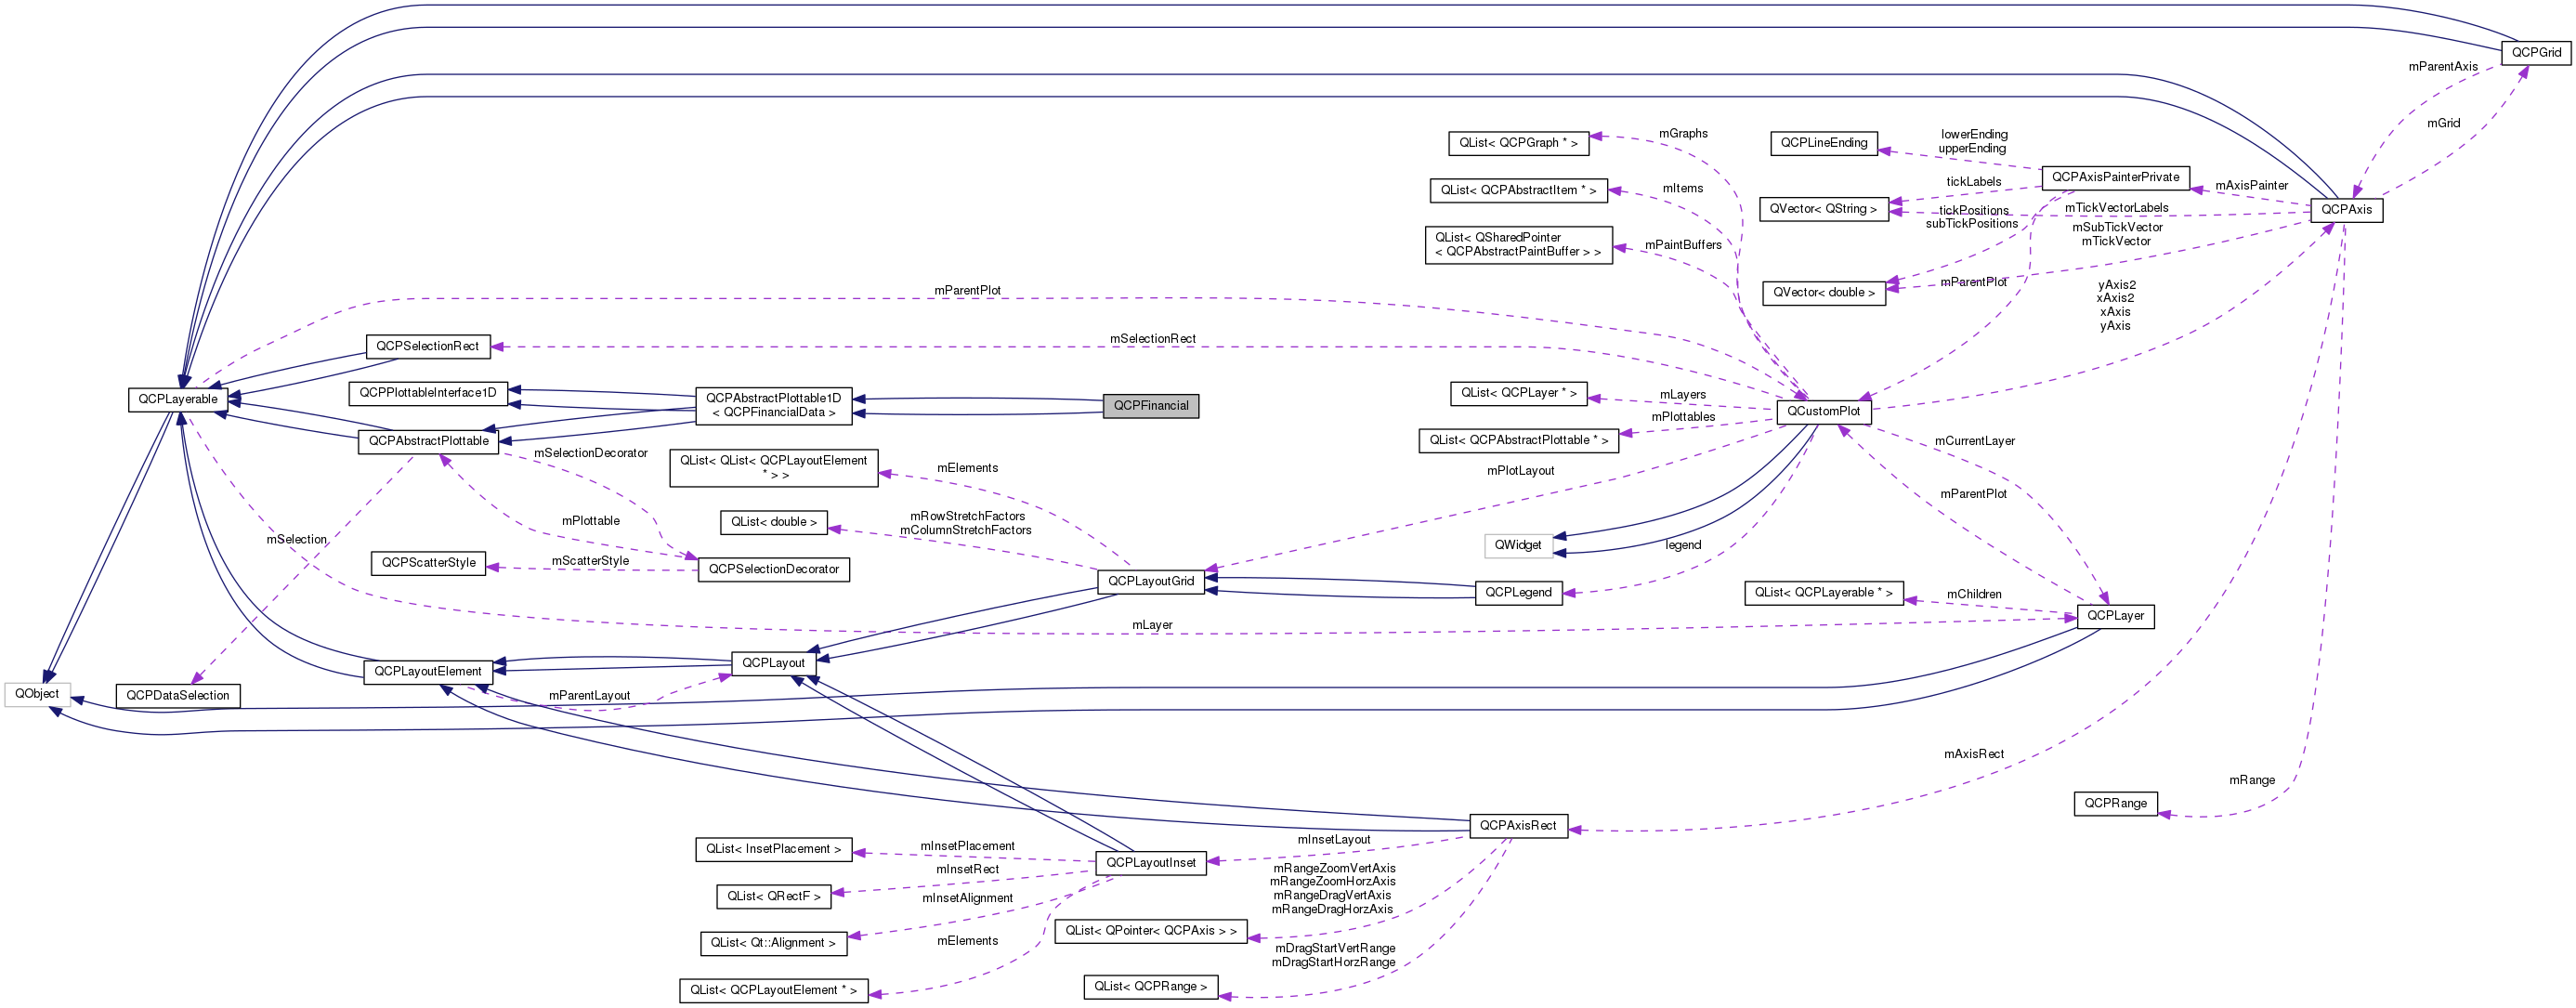 QCPGrid
mParentAxis
mGrid
mGraphs
QList< QCPGraph * >
QCPLineEnding
lowerEnding
upperEnding
QCPAxisPainterPrivate
mAxisPainter
QCPAxis
mItems
QList< QCPAbstractItem * >
tickLabels
QVector< QString >
mTickVectorLabels
tickPositions
subTickPositions
mSubTickVector
mTickVector
QList< QSharedPointer
< QCPAbstractPaintBuffer > >
mPaintBuffers
QVector< double >
mParentPlot
yAxis2
xAxis2
xAxis
yAxis
mParentPlot
QCPSelectionRect
mSelectionRect
QCPLayerable
QCPPlottableInterface1D
QCPAbstractPlottable1D
< QCPFinancialData >
QCPFinancial
QList< QCPLayer * >
mLayers
QCustomPlot
mPlottables
QList< QCPAbstractPlottable * >
QCPAbstractPlottable
mSelectionDecorator
mCurrentLayer
QList< QList< QCPLayoutElement
* > >
mElements
mPlotLayout
mParentPlot
mPlottable
QList< double >
mRowStretchFactors
mColumnStretchFactors
mSelection
QWidget
legend
QCPScatterStyle
mScatterStyle
QCPSelectionDecorator
QCPLayoutGrid
QCPLegend
QList< QCPLayerable * >
mChildren
QCPLayer
mLayer
QCPLayoutElement
QCPLayout
QObject
QCPDataSelection
mParentLayout
mAxisRect
mRange
QCPRange
QCPAxisRect
mInsetLayout
QList< InsetPlacement >
mInsetPlacement
QCPLayoutInset
mInsetRect
QList< QRectF >
mInsetAlignment
mRangeZoomVertAxis
mRangeZoomHorzAxis
mRangeDragVertAxis
mRangeDragHorzAxis
QList< Qt::Alignment >
mElements
QList< QPointer< QCPAxis > >
mDragStartVertRange
mDragStartHorzRange
QList< QCPLayoutElement * >
QList< QCPRange >